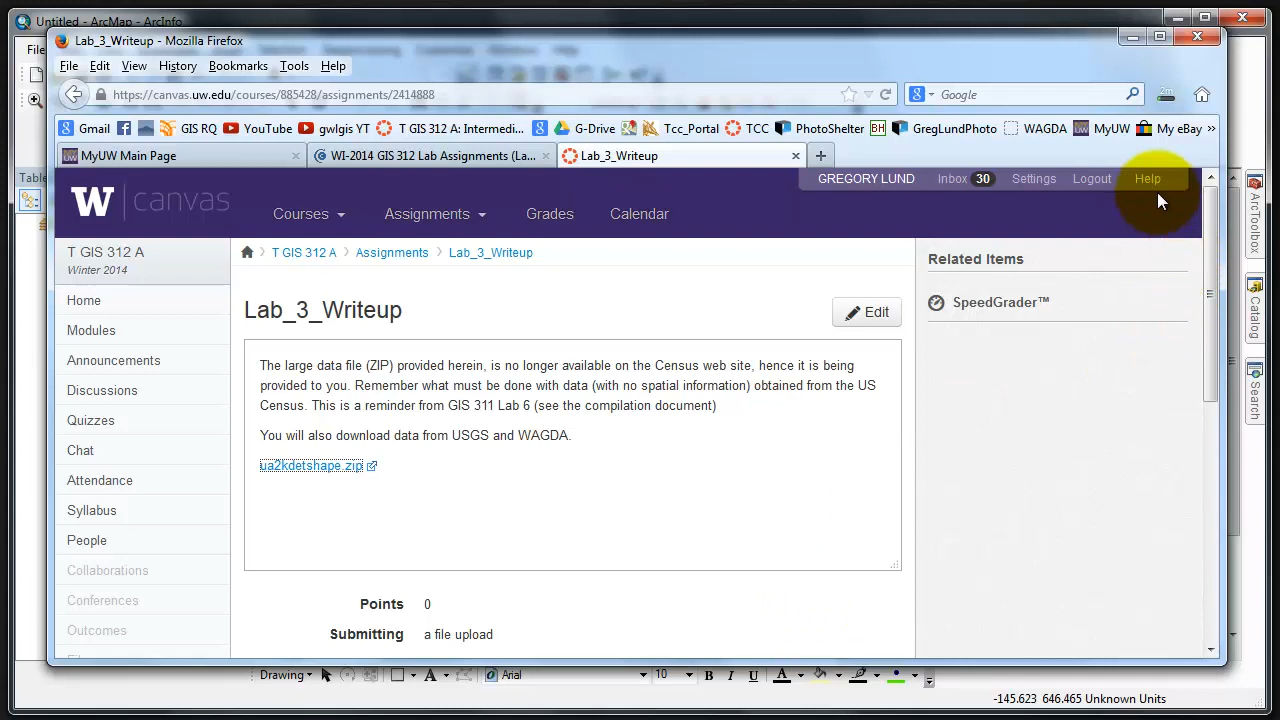 Untitled - ArcMap - ArcInfo
File
Lab_3_Writeup - Mozilla Firefox
File Edit View History Bookmarks Tools Help
https://canvas.uw.edu/courses/885428/assignments/2414888
Google
2m
Gmail GIS RQ YouTube gwlgis YT T GIS 312 A: Intermedi... G-Drive Tcc_Portal TCC PhotoShelter BH GregLundPhoto WAGDA MyUW My eBay »
MyUW Main Page
WI-2014 GIS 312 Lab Assignments (La...
Lab_3_Writeup
GREGORY LUND Inbox 30 Settings Logout Help
W canvas
Courses Assignments Grades Calendar
Table
T GIS 312 A
Winter 2014
T GIS 312 A Assignments Lab_3_Writeup
Home
Modules
Announcements
Discussions
Quizzes
Chat
Attendance
Syllabus
People
Collaborations
Conferences
Outcomes
Lab_3_Writeup
Edit
The large data file (ZIP) provided herein, is no longer available on the Census web site, hence it is being
provided to you. Remember what must be done with data (with no spatial information) obtained from the US
Census. This is a reminder from GIS 311 Lab 6 (see the compilation document)
You will also download data from USGS and WAGDA.
ua2kdetshape.zip
Points 0
Submitting a file upload
Related Items
SpeedGrader™
ArcToolbox
Catalog
Search
Drawing
A
Arial
10
B I U A
-145.623 646.465 Unknown Units